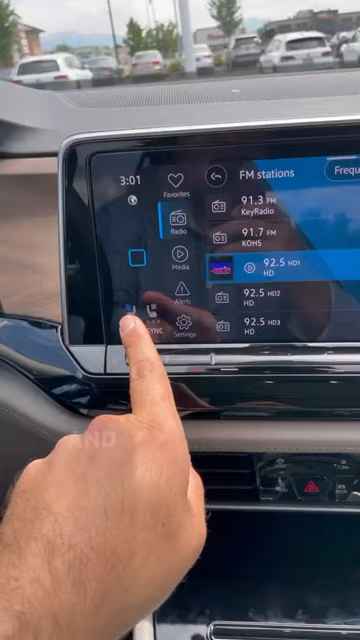 3:01
Favorites
FM stations
Frequ
91.3 FM
KeyRadio
Radio
91.7 FM
KOHS
Media
92.5 HD1
HD
Alerts
92.5 HD2
HD
SYNC
Settings
92.5 HD3
HD
AND